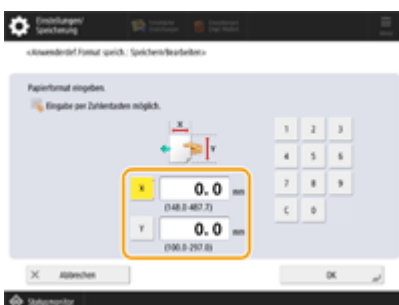 Einstellungen/
Speicherung
<Anwenderdef. Format speich.: Speichern/Bearbeiten>
Papierformat eingeben.
Eingabe per Zahlentasten möglich.
X
Y
1 2 3
4 5 6
7 8 9
C 0
X 0.0 mm
(148.0-487.7)
Y 0.0 mm
(100.0-297.0)
Abbrechen
OK
Statusmonitor